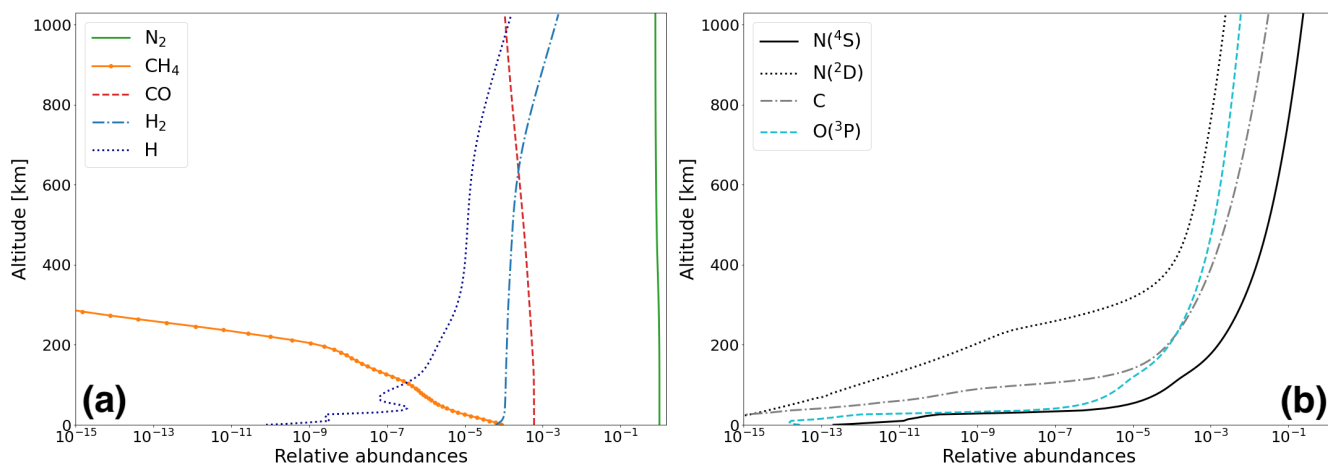 1000
800
600
400
200
0
Altitude [km]
N₂
CH₄
CO
H₂
H
(a)
10⁻¹⁵ 10⁻¹³ 10⁻¹¹ 10⁻⁹ 10⁻⁷ 10⁻⁵ 10⁻³ 10⁻¹
Relative abundances
1000
800
600
400
200
0
Altitude [km]
N(⁴S)
N(²D)
C
O(³P)
(b)
10⁻¹⁵ 10⁻¹³ 10⁻¹¹ 10⁻⁹ 10⁻⁷ 10⁻⁵ 10⁻³ 10⁻¹
Relative abundances